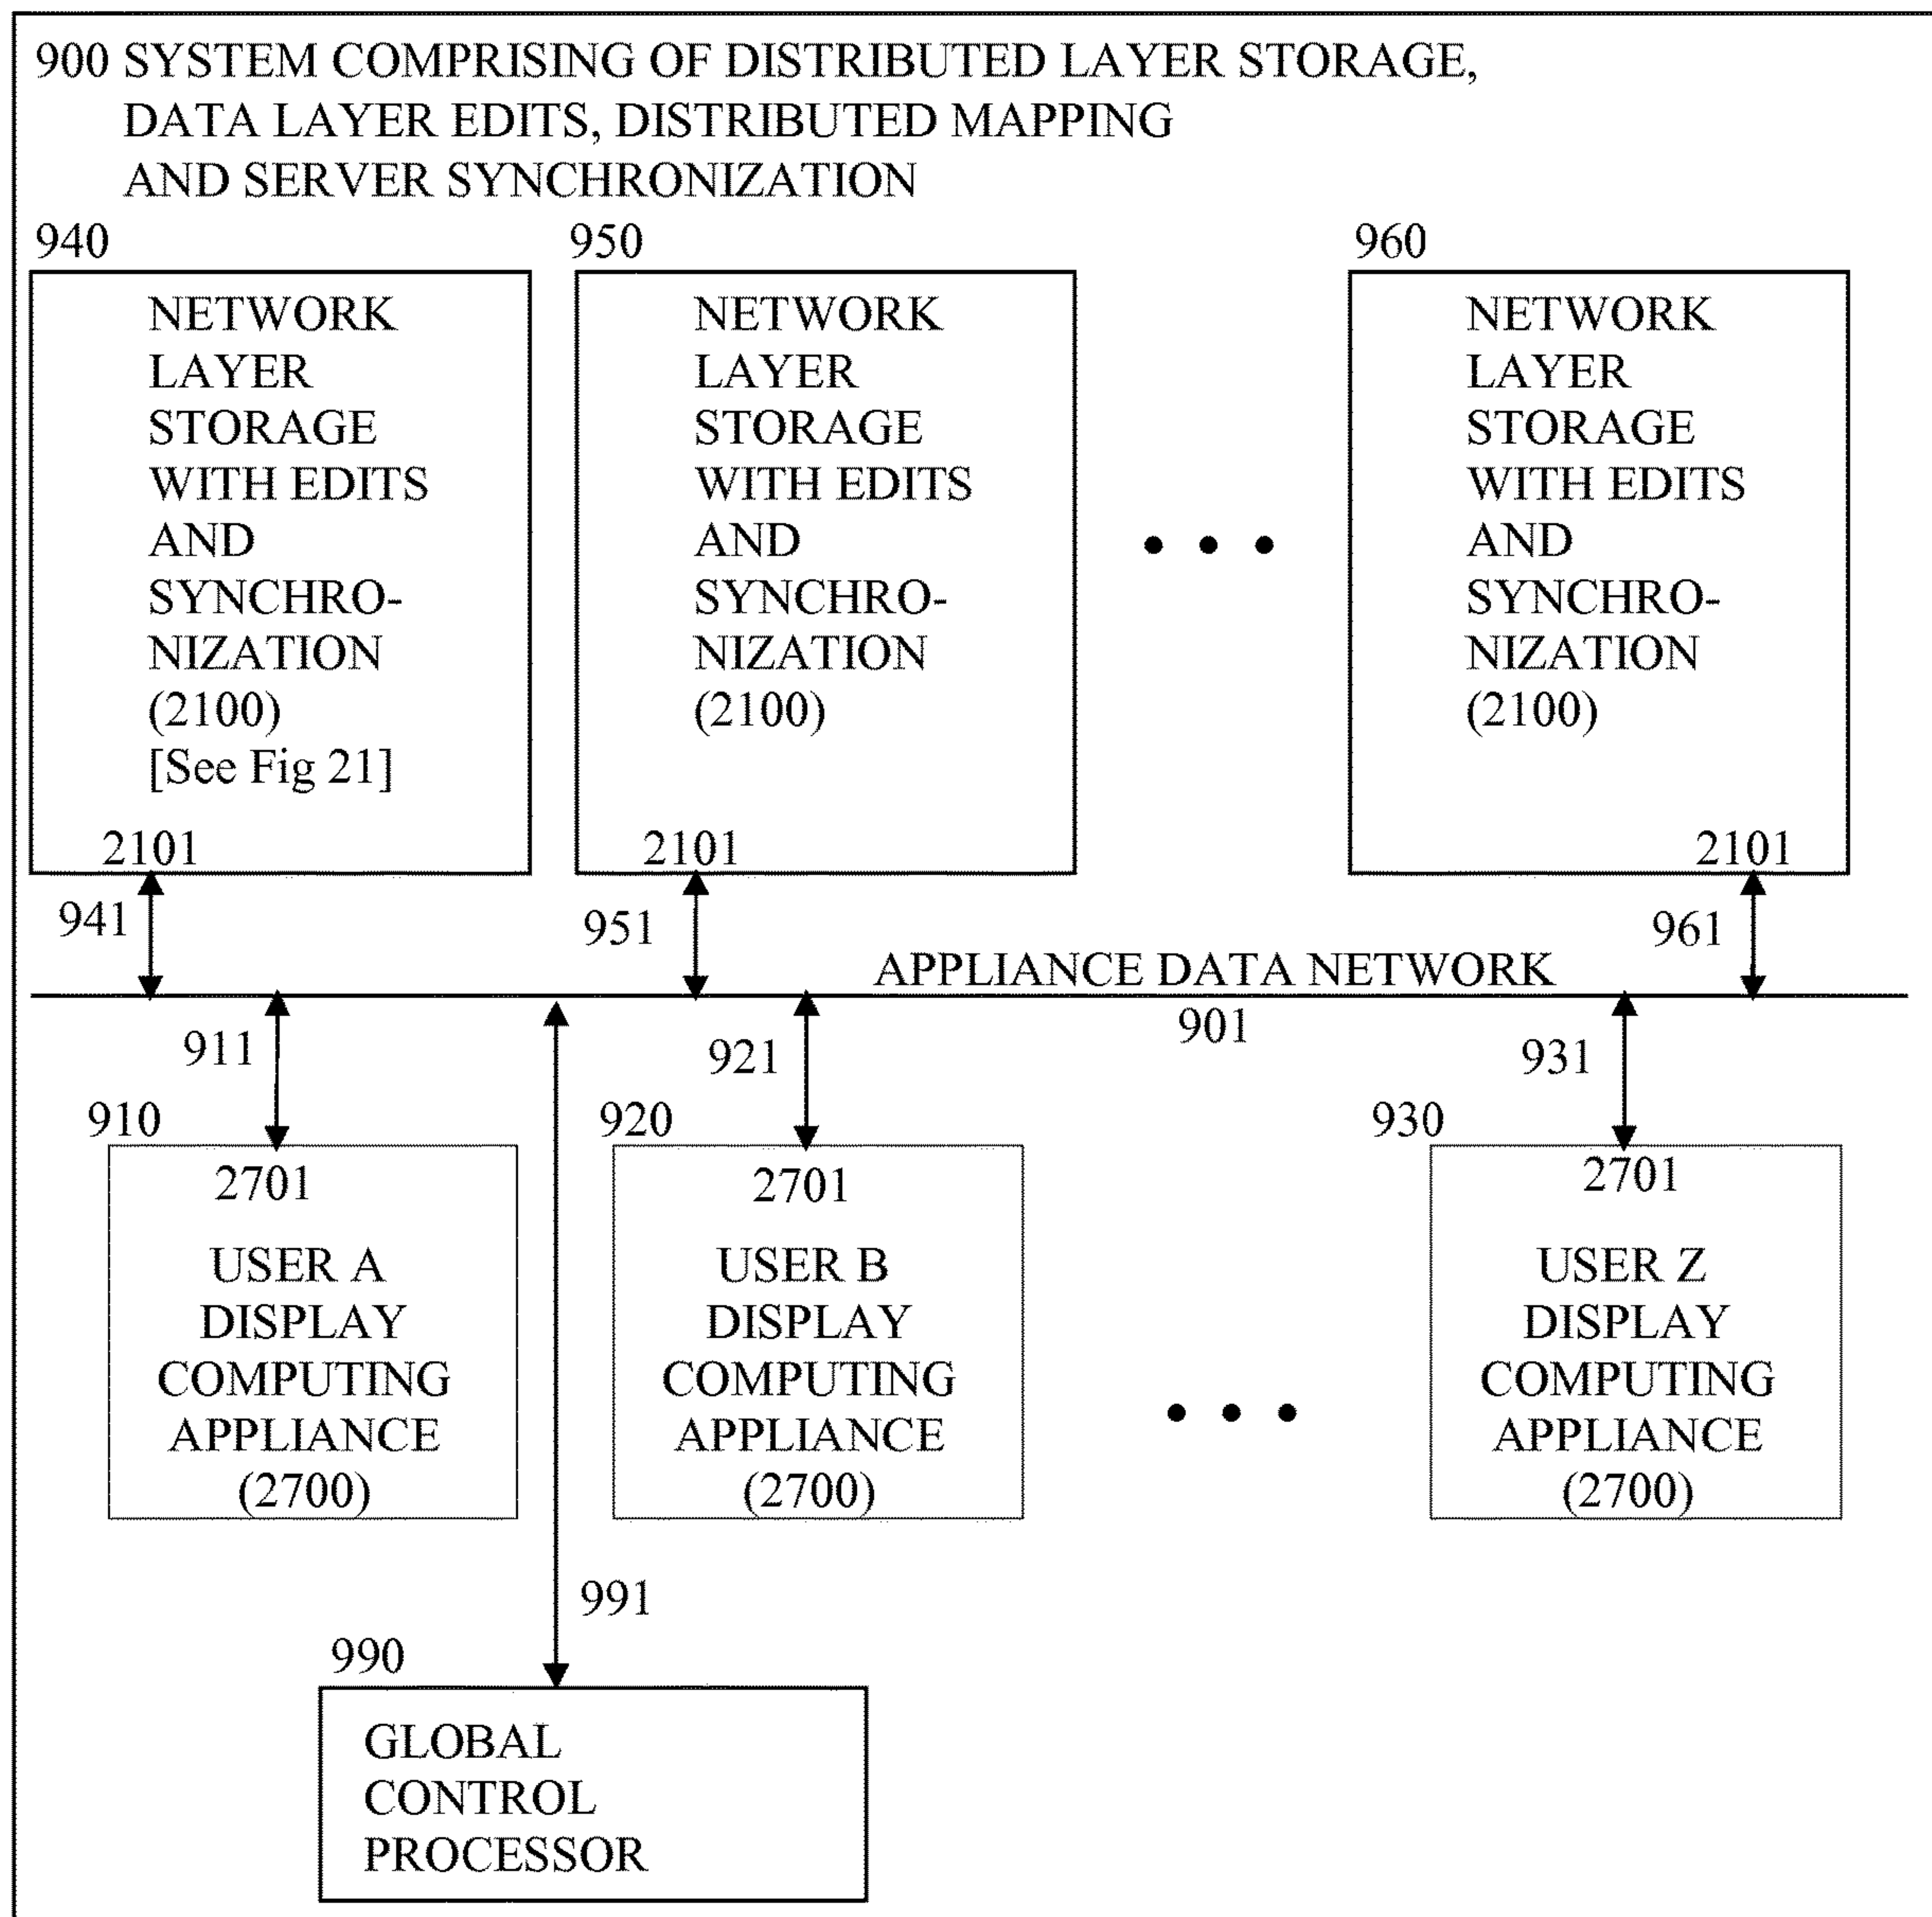 900 SYSTEM COMPRISING OF DISTRIBUTED LAYER STORAGE,
DATA LAYER EDITS, DISTRIBUTED MAPPING
AND SERVER SYNCHRONIZATION
940
NETWORK
LAYER
STORAGE
WITH EDITS
AND
SYNCHRO-
NIZATION
(2100)
[See Fig 21]
2101
950
NETWORK
LAYER
STORAGE
WITH EDITS
AND
SYNCHRO-
NIZATION
(2100)
2101
960
NETWORK
LAYER
STORAGE
WITH EDITS
AND
SYNCHRO-
NIZATION
(2100)
2101
941
951
961
APPLIANCE DATA NETWORK
901
911
921
931
910
2701
USER A
DISPLAY
COMPUTING
APPLIANCE
(2700)
920
2701
USER B
DISPLAY
COMPUTING
APPLIANCE
(2700)
930
2701
USER Z
DISPLAY
COMPUTING
APPLIANCE
(2700)
991
990
GLOBAL
CONTROL
PROCESSOR